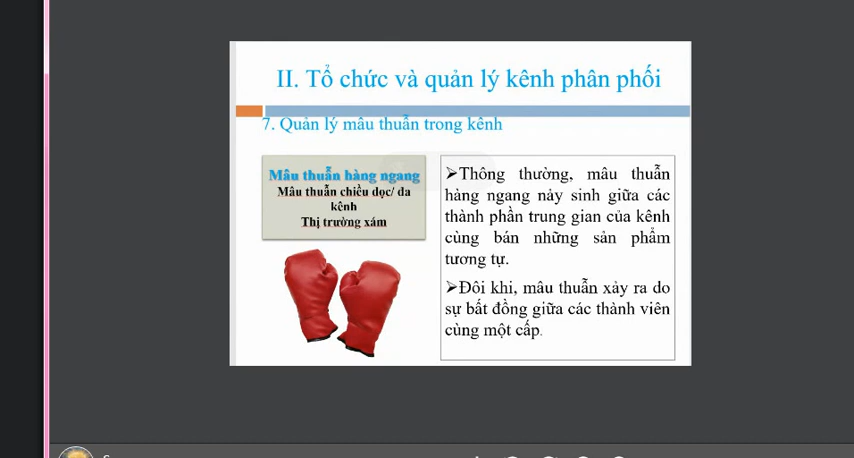 II. Tổ chức và quản lý kênh phân phối
7. Quản lý mâu thuẫn trong kênh
Mâu thuẫn hàng ngang
Mâu thuẫn chiều dọc/ đa
kênh
Thị trường xám
➢Thông thường, mâu thuẫn
hàng ngang nảy sinh giữa các
thành phần trung gian của kênh
cùng bán những sản phẩm
tương tự.
➢Đôi khi, mâu thuẫn xảy ra do
sự bất đồng giữa các thành viên
cùng một cấp.